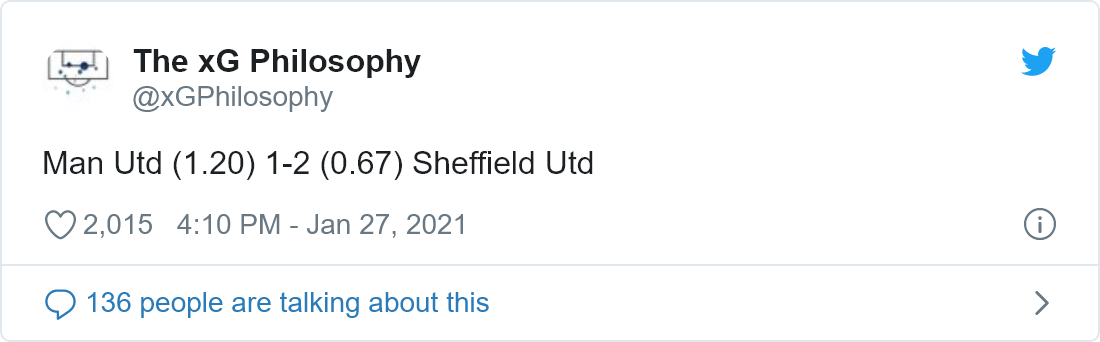 The xG Philosophy
@xGPhilosophy
Man Utd (1.20) 1-2 (0.67) Sheffield Utd
2,015 4:10 PM - Jan 27, 2021
136 people are talking about this